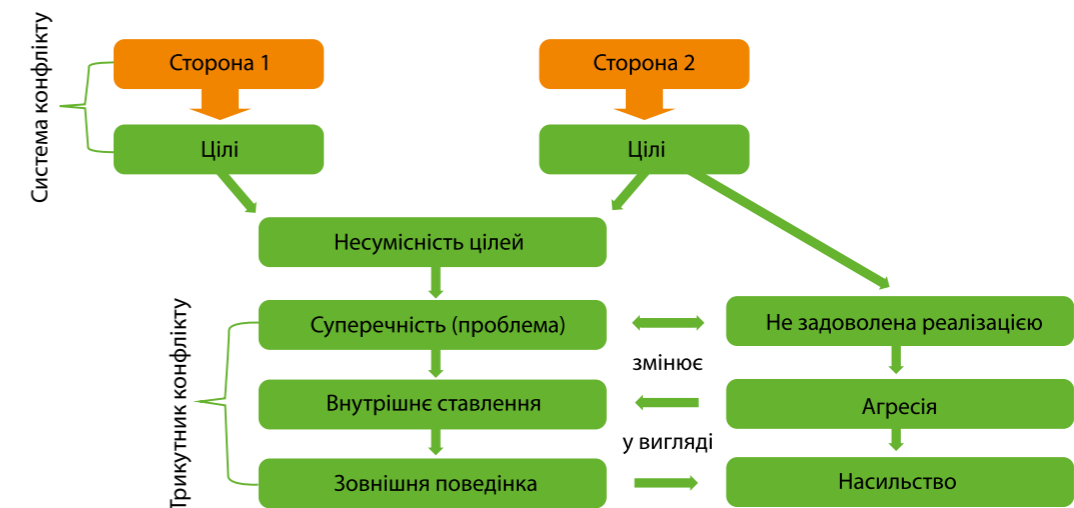 Система конфлікту
Сторона 1
Сторона 2
Цілі
Цілі
Несумісність цілей
Трикутник конфлікту
Суперечність (проблема)
Не задоволена реалізацією
змінює
Внутрішнє ставлення
Агресія
у вигляді
Зовнішня поведінка
Насильство